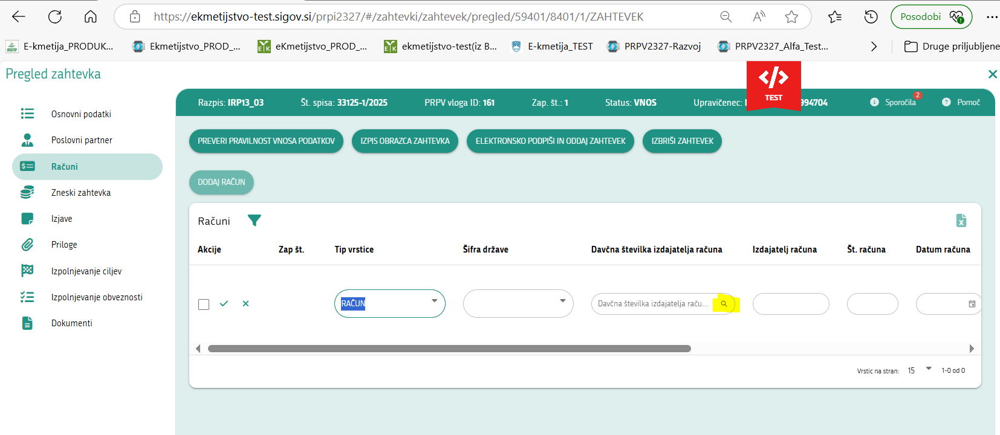 https://ekmetijstvo-test.sigov.si/prpi2327/#/zahtevki/zahtevek/pregled/59401/8401/1/ZAHTEVEK
Posodobi
E-kmetija_PRODUK...
Ekmetijstvo_PROD_...
eKmetijstvo_PROD_...
ekmetijstvo-test(iz B...
E-kmetija_TEST
PRPV2327-Razvoj
PRPV2327_Alfa_Test...
Druge priljubljene
Pregled zahtevka
TEST
Razpis: IRP13_03
Št. spisa: 33125-1/2025
PRPV vloga ID: 161
Zap. št.: 1
Status: VNOS
Upravičenec:
994704
Sporočila
2
Pomoč
Osnovni podatki
Poslovni partner
Računi
Zneski zahtevka
Izjave
Priloge
Izpolnjevanje ciljev
Izpolnjevanje obveznosti
Dokumenti
PREVERI PRAVILNOST VNOSA PODATKOV
IZPIS OBRAZCA ZAHTEVKA
ELEKTRONSKO PODPIŠI IN ODDAJ ZAHTEVEK
IZBRIŠI ZAHTEVEK
DODAJ RAČUN
Računi
Akcije
Zap št.
Tip vrstice
Šifra države
Davčna številka izdajatelja računa
Izdajatelj računa
Št. računa
Datum računa
RAČUN
Davčna številka izdajatelja raču...
Vrstic na stran:
15
1-0 od 0